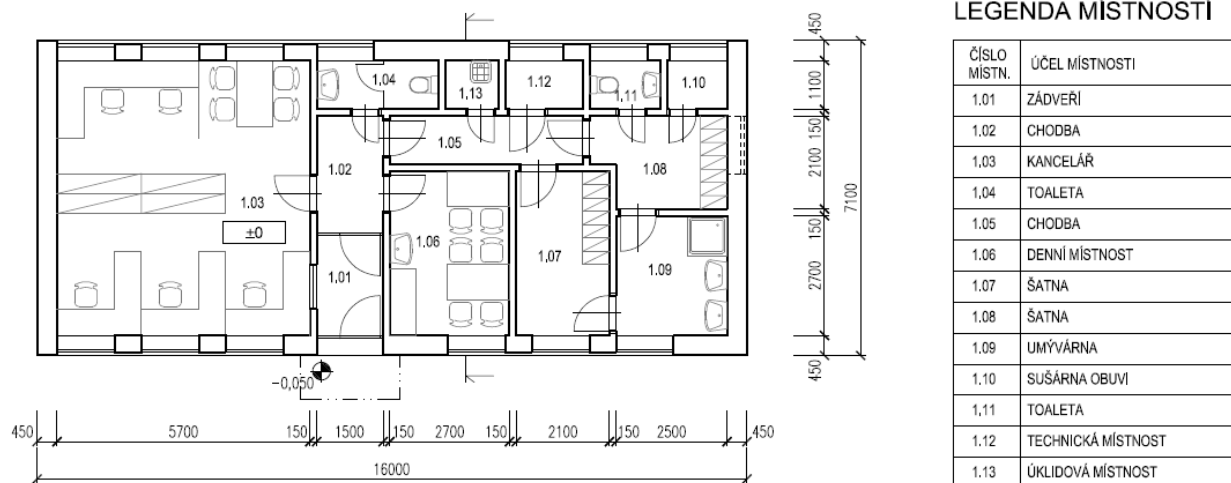 LEGENDA MÍSTNOSTÍ
ČÍSLO MÍSTN. ÚČEL MÍSTNOSTI
1.01 ZÁDVEŘÍ
1.02 CHODBA
1,03 KANCELÁŘ
1,04 TOALETA
1.05 CHODBA
1.06 DENNÍ MÍSTNOST
1.07 ŠATNA
1.08 ŠATNA
1.09 UMÝVÁRNA
1.10 SUŠÁRNA OBUVI
1,11 TOALETA
1.12 TECHNICKÁ MÍSTNOST
1.13 ÚKLIDOVÁ MÍSTNOST
1,04
1,13
1.12
1,11
1.10
1.05
1.02
1.08
1.03
±0
1.06
1,07
1.09
1,01
-0,050
450
1100
150
2100
150
2700
450
7100
450 5700 150 1500 150 2700 150 2100 150 2500 450
16000